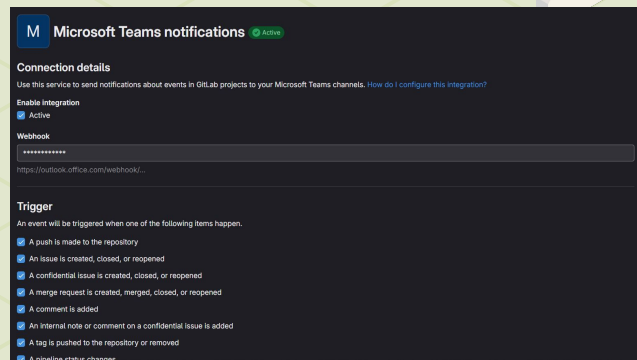 M
Microsoft Teams notifications Active
Connection details
Use this service to send notifications about events in GitLab projects to your Microsoft Teams channels. How do I configure this integration?
Enable integration
Active
Webhook
************
https://outlook.office.com/webhook/...
Trigger
An event will be triggered when one of the following items happen.
A push is made to the repository
An issue is created, closed, or reopened
A confidential issue is created, closed, or reopened
A merge request is created, merged, closed, or reopened
A comment is added
An internal note or comment on a confidential issue is added
A tag is pushed to the repository or removed
A pipeline status changes